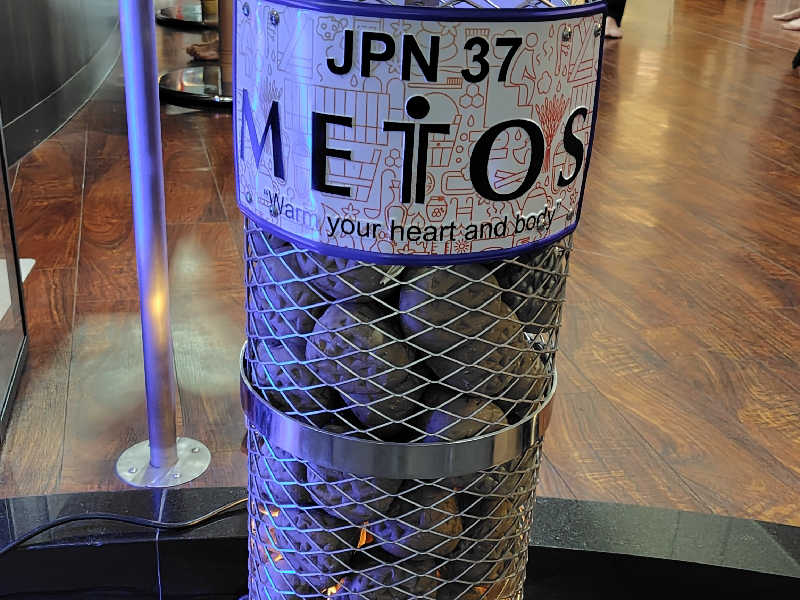 JPN 37
METOS
"Warm your heart and body"